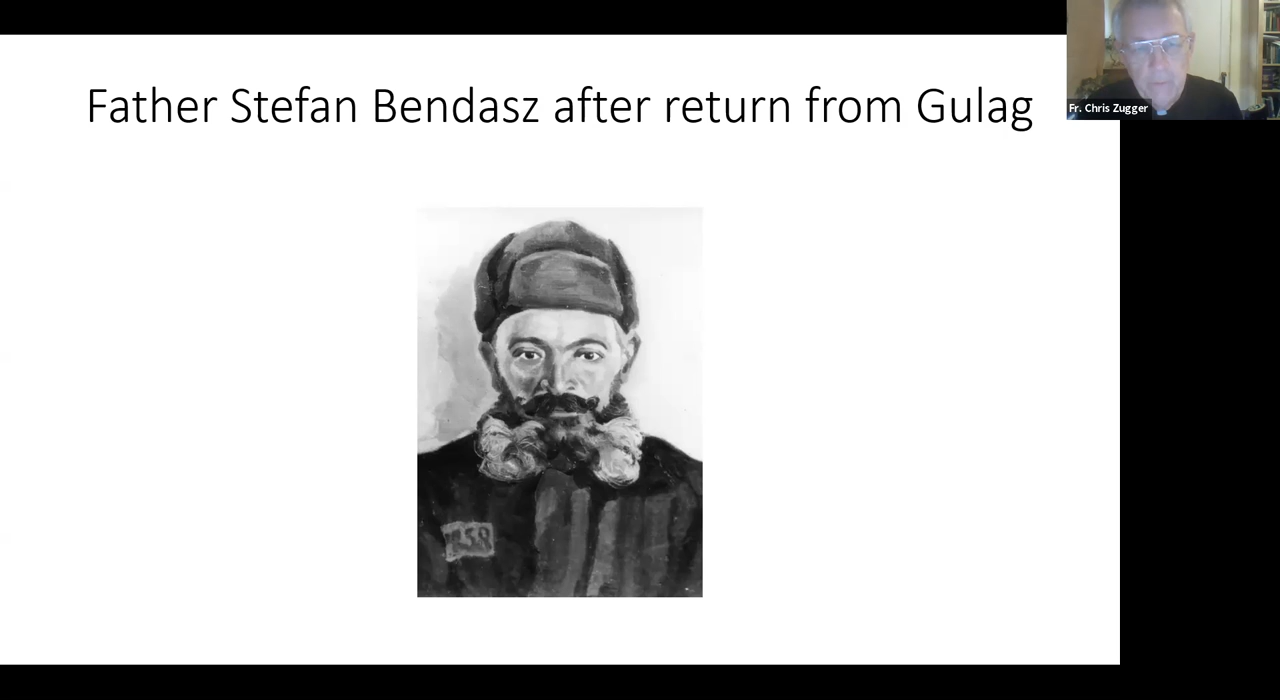 Father Stefan Bendasz after return from Gulag
Fr. Chris Zugger